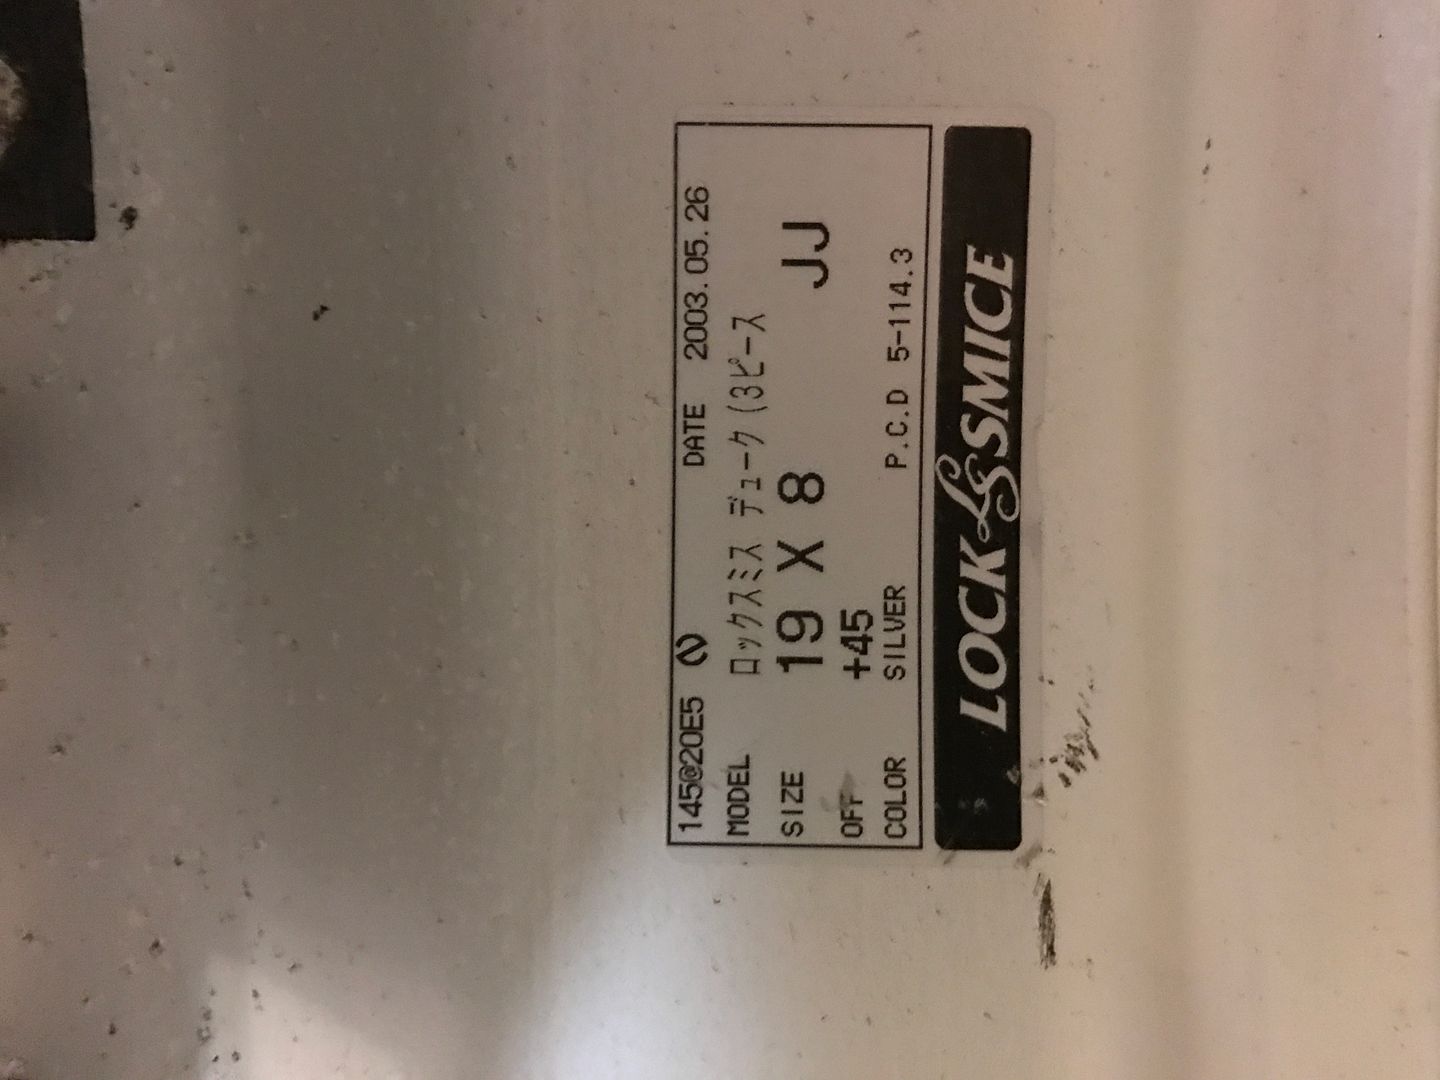 145@20E5 DATE 2003.05.26
MODEL ロックスミス デューク(3ピース
SIZE 19 X 8 JJ
OFF +45
COLOR SILVER P.C.D 5-114.3
LOCK LS SMICE